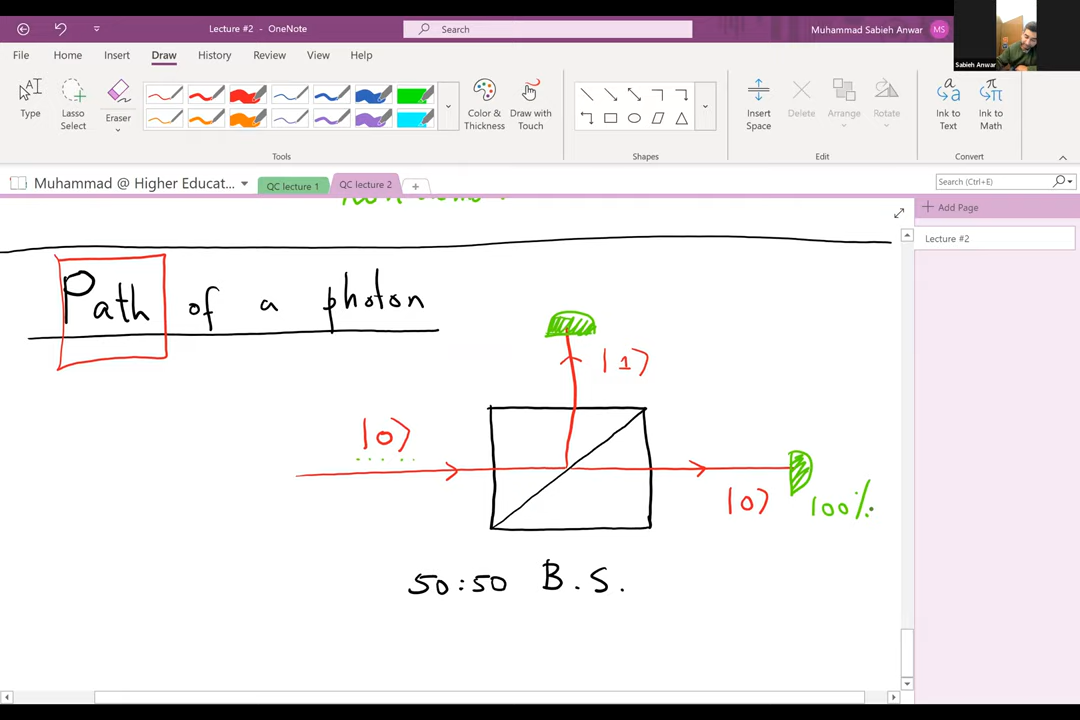 Lecture #2 - OneNote
Search
Muhammad Sabieh Anwar
MS
Sabieh Anwar
File
Home
Insert
Draw
History
Review
View
Help
Type
Lasso Select
Eraser
Color & Thickness
Draw with Touch
Insert Space
Delete
Arrange
Rotate
Ink to Text
Ink to Math
Tools
Shapes
Edit
Convert
Muhammad @ Higher Educat...
QC lecture 1
QC lecture 2
Search (Ctrl+E)
Add Page
Lecture #2
Path of a photon
|1⟩
|0⟩
|0⟩
100%
50:50 B.S.